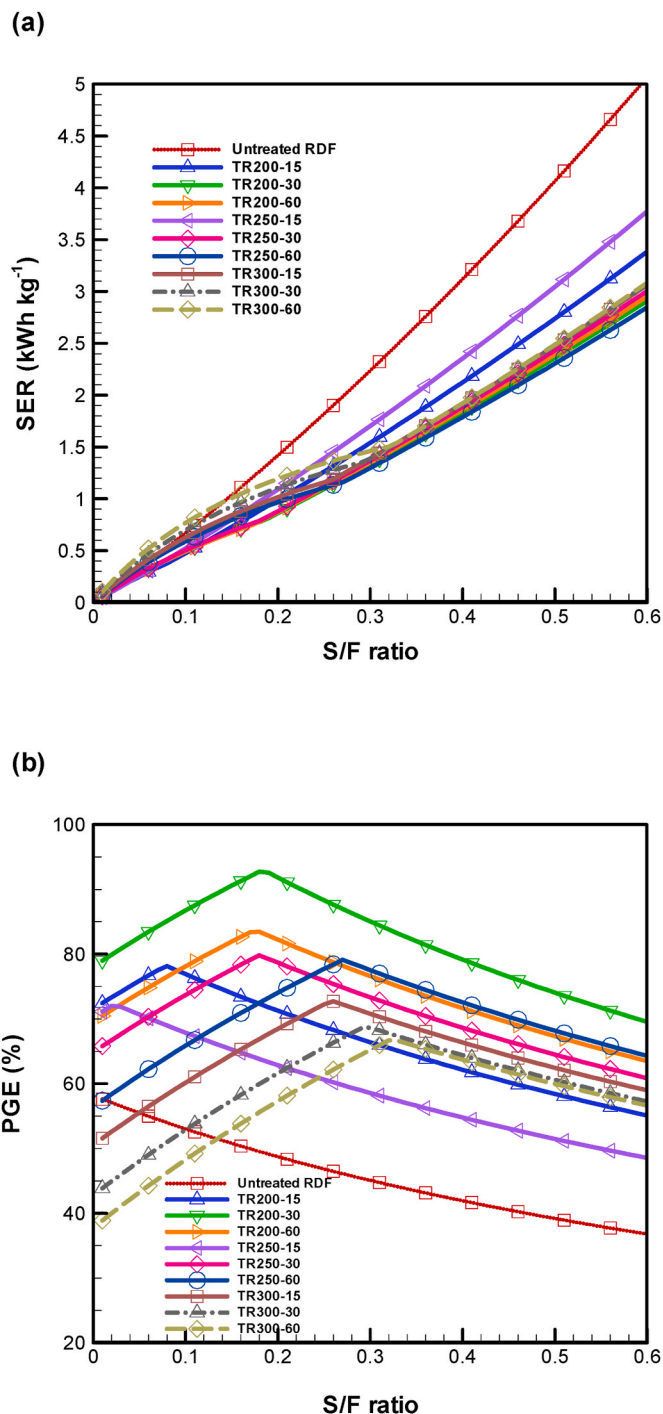 (a)
SER (kWh kg⁻¹)
5
4.5
4
3.5
3
2.5
2
1.5
1
0.5
0
Untreated RDF
TR200-15
TR200-30
TR200-60
TR250-15
TR250-30
TR250-60
TR300-15
TR300-30
TR300-60
0 0.1 0.2 0.3 0.4 0.5 0.6
S/F ratio
(b)
PGE (%)
100
80
60
40
20
Untreated RDF
TR200-15
TR200-30
TR200-60
TR250-15
TR250-30
TR250-60
TR300-15
TR300-30
TR300-60
0 0.1 0.2 0.3 0.4 0.5 0.6
S/F ratio